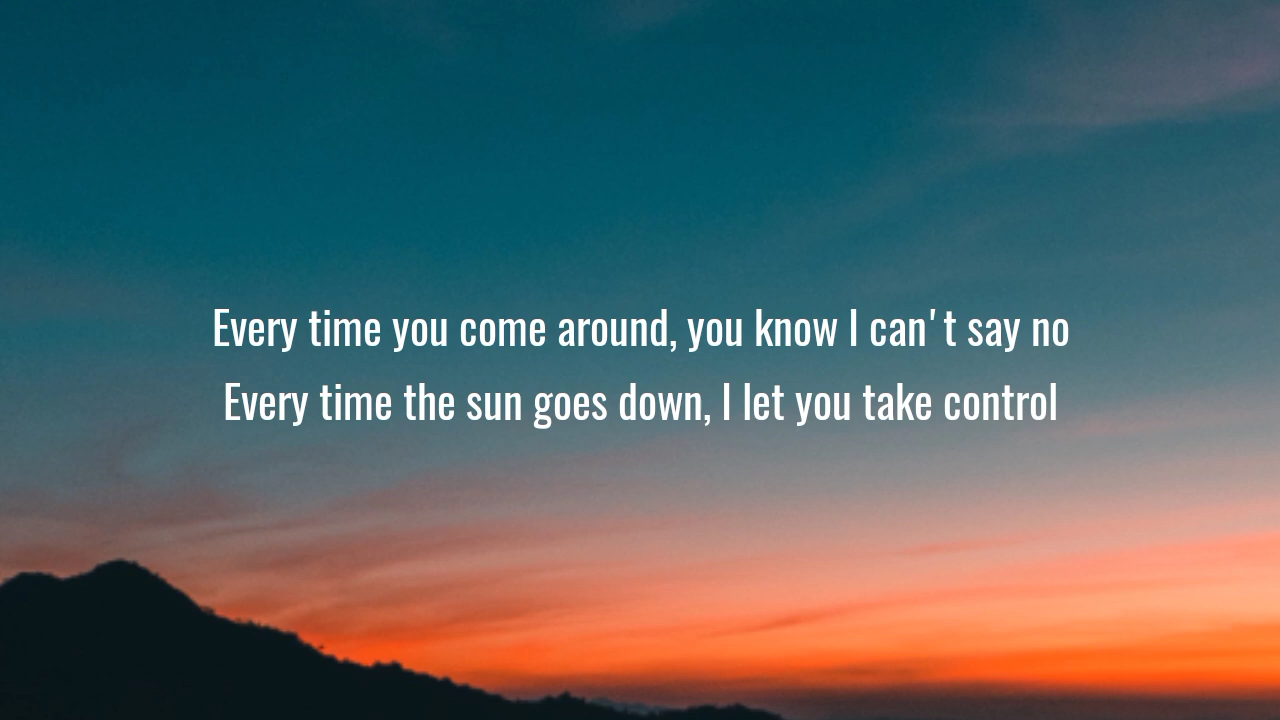 Every time you come around, you know I can't say no
Every time the sun goes down, I let you take control